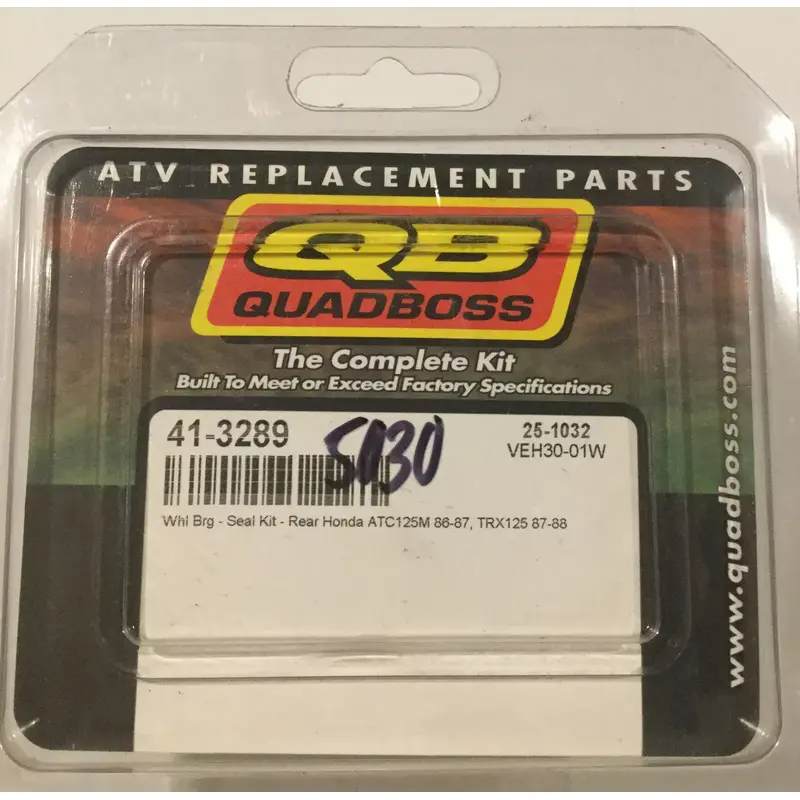 ATV REPLACEMENT PARTS
QB
QUADBOSS
The Complete Kit
Built To Meet or Exceed Factory Specifications
41-3289
5030
25-1032
VEH30-01W
Whl Brg - Seal Kit - Rear Honda ATC125M 86-87, TRX125 87-88
www.quadboss.com